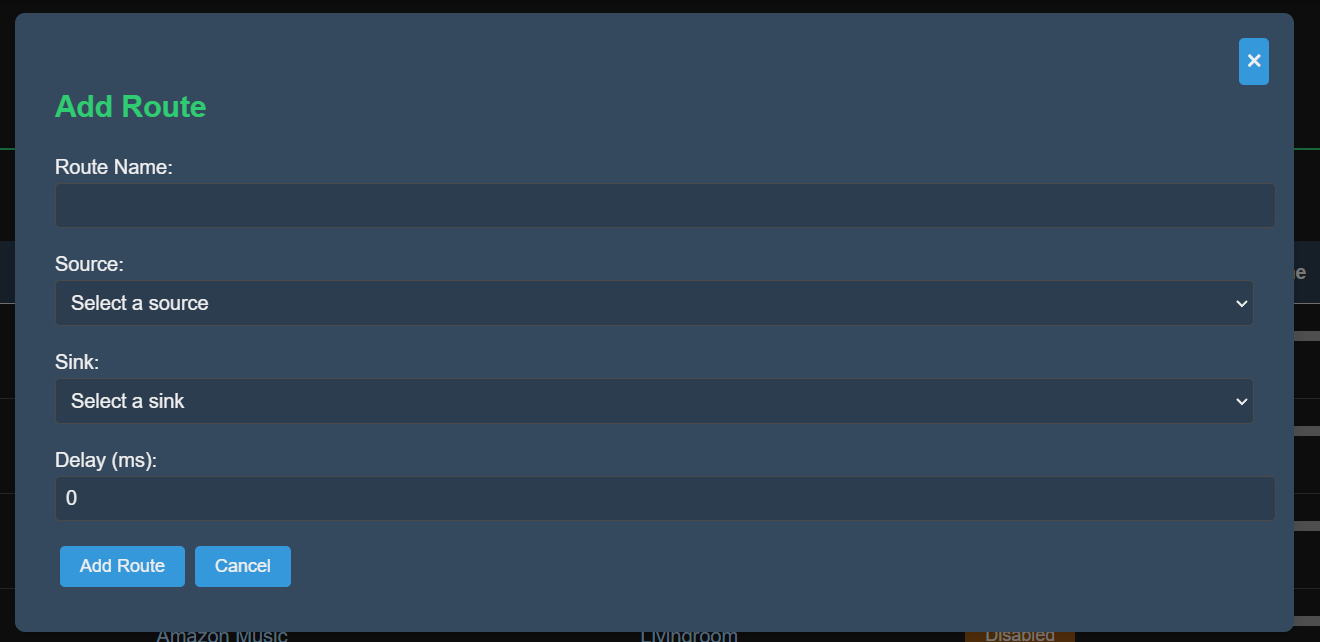 ×
Add Route
Route Name:
Source:
Select a source
Sink:
Select a sink
Delay (ms):
0
Add Route Cancel
Amazon Music Livingroom Disabled